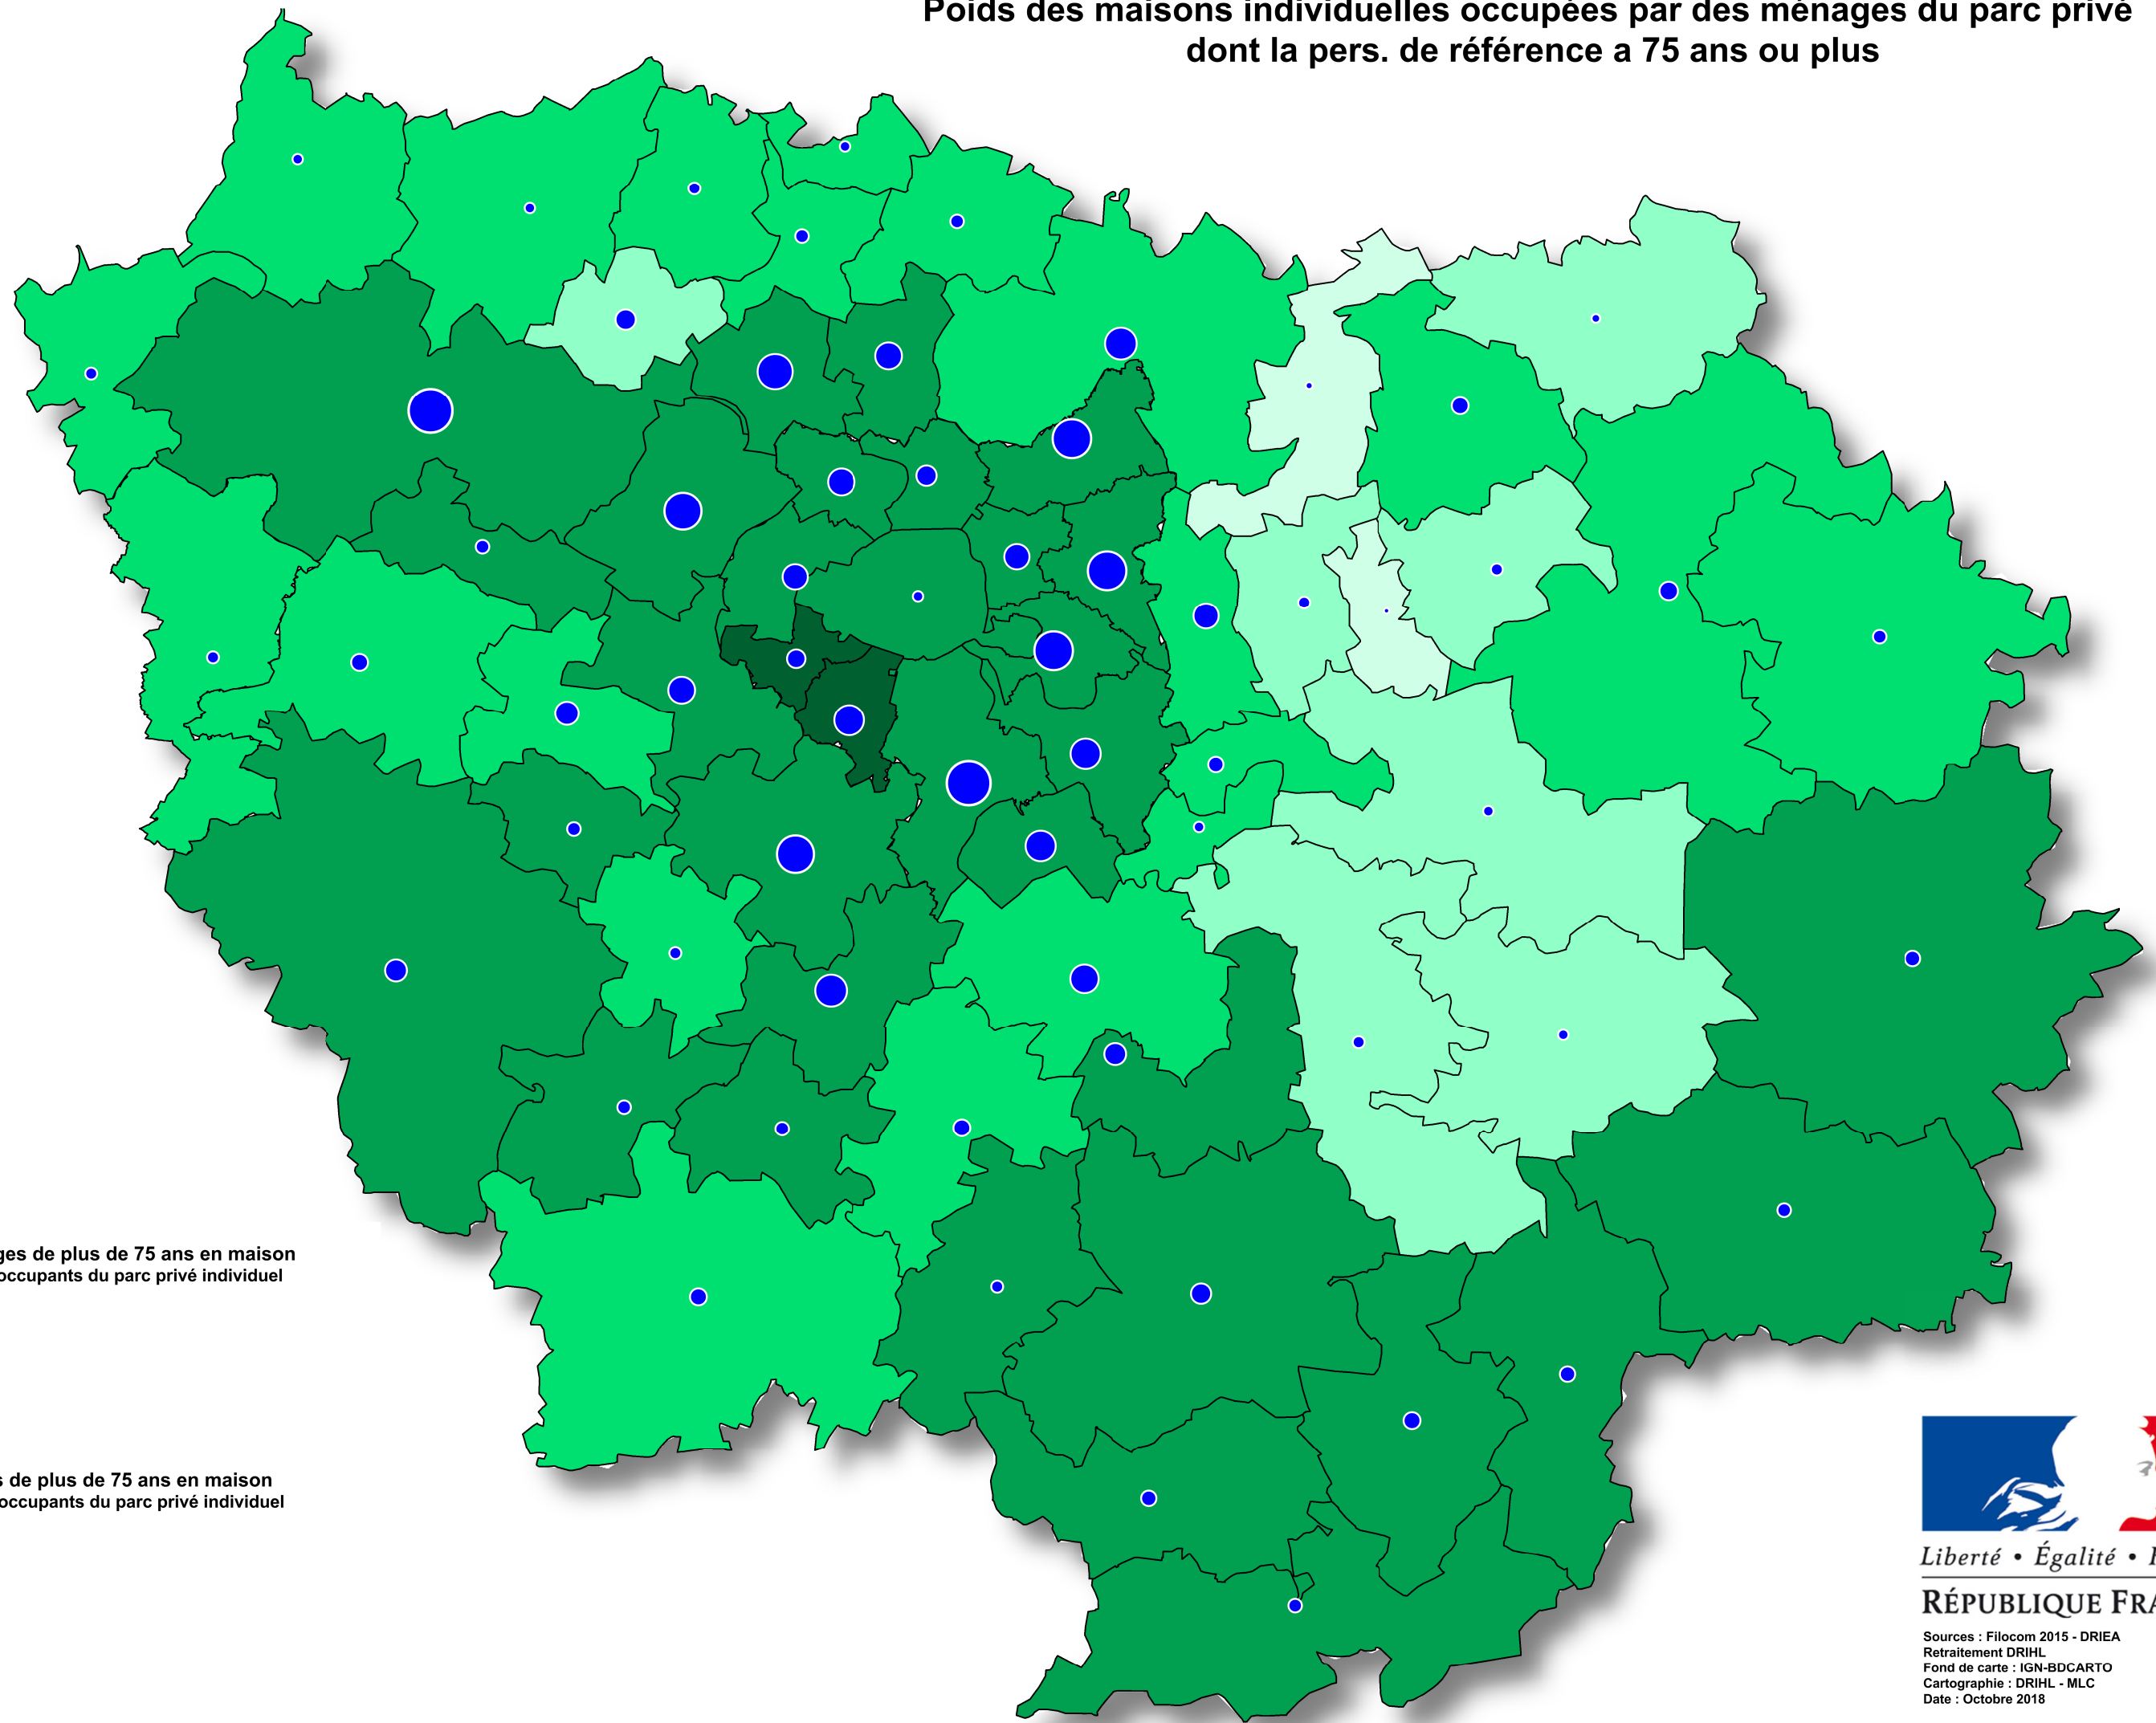 Poids des maisons individuelles occupées par des ménages du parc privé
dont la pers. de référence a 75 ans ou plus
de plus de 75 ans en maison
occupants du parc privé individuel
de plus de 75 ans en maison
occupants du parc privé individuel
Liberté • Égalité •
RÉPUBLIQUE
Sources : Filocom 2015 - DRIEA
Retraitement DRIHL
Fond de carte : IGN-BDCARTO
Cartographie : DRIHL - MLC
Date : Octobre 2018